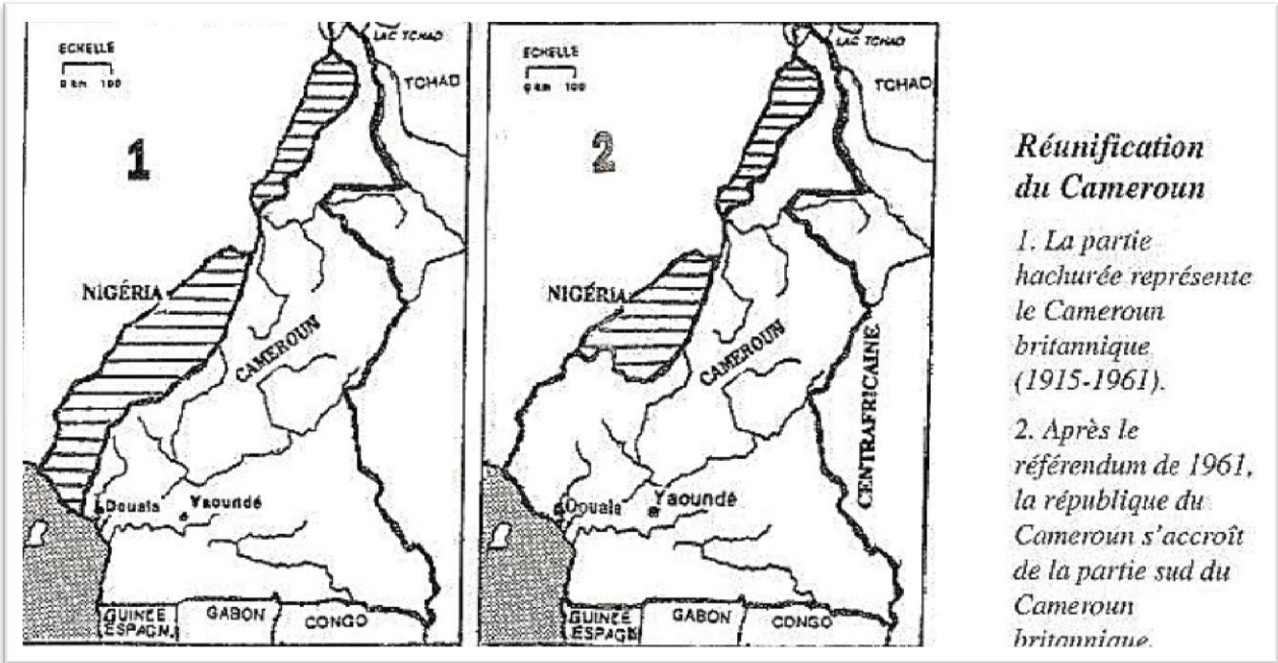 ECHELLE
0 km 100
LAC TCHAD
TCHAD
1
NIGÉRIA
CAMEROUN
Douala
Yaoundé
GUINÉE
ESPAGN.
GABON
CONGO
ECHELLE
0 km 100
LAC TCHAD
TCHAD
2
NIGÉRIA
CAMEROUN
CENTRAFRICAINE
Douala
Yaoundé
GUINÉE
ESPAGN
GABON
CONGO
Réunification
du Cameroun
1. La partie
hachurée représente
le Cameroun
britannique
(1915-1961).
2. Après le
référendum de 1961,
la république du
Cameroun s'accroît
de la partie sud du
Cameroun
britannique.